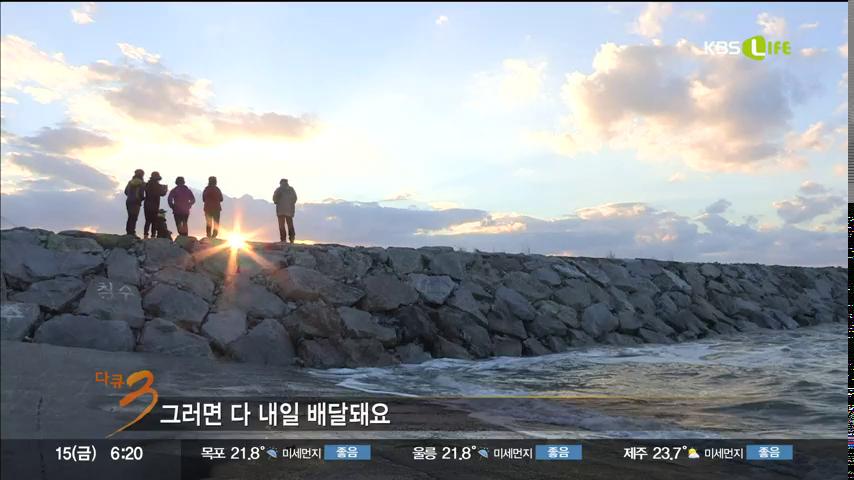 KBS LIFE
침수
다큐3
그러면 다 내일 배달돼요
15(금) 6:20 목포 21.8° 미세먼지 좋음 울릉 21.8° 미세먼지 좋음 제주 23.7° 미세먼지 좋음